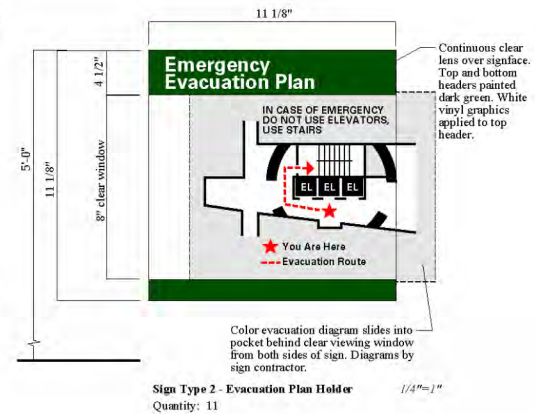 11 1/8"
Emergency
Evacuation Plan
4 1/2"
8" clear window
11 1/8"
5'-0"
IN CASE OF EMERGENCY
DO NOT USE ELEVATORS,
USE STAIRS
EL EL EL
You Are Here
Evacuation Route
Continuous clear
lens over signface.
Top and bottom
headers painted
dark green. White
vinyl graphics
applied to top
header.
Color evacuation diagram slides into
pocket behind clear viewing window
from both sides of sign. Diagrams by
sign contractor.
Sign Type 2 - Evacuation Plan Holder 1/4"=1"
Quantity: 11